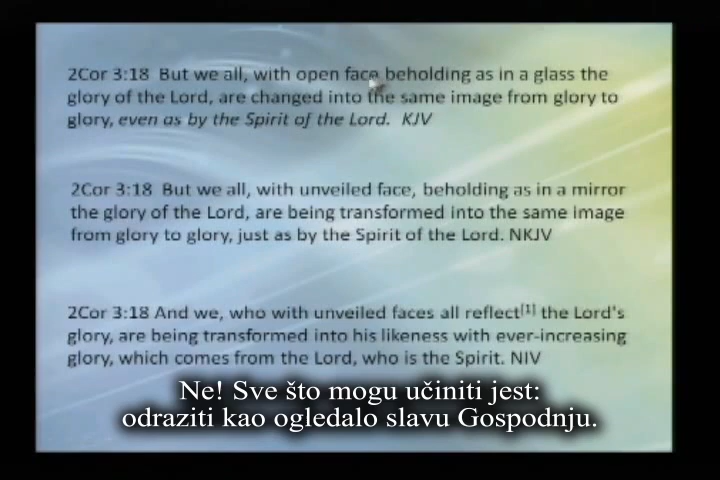 2Cor 3:18 But we all, with open face beholding as in a glass the
glory of the Lord, are changed into the same image from glory to
glory, even as by the Spirit of the Lord. KJV
2Cor 3:18 But we all, with unveiled face, beholding as in a mirror
the glory of the Lord, are being transformed into the same image
from glory to glory, just as by the Spirit of the Lord. NKJV
2Cor 3:18 And we, who with unveiled faces all reflect[1] the Lord's
glory, are being transformed into his likeness with ever-increasing
glory, which comes from the Lord, who is the Spirit. NIV
Ne! Sve što mogu učiniti jest:
odraziti kao ogledalo slavu Gospodnju.